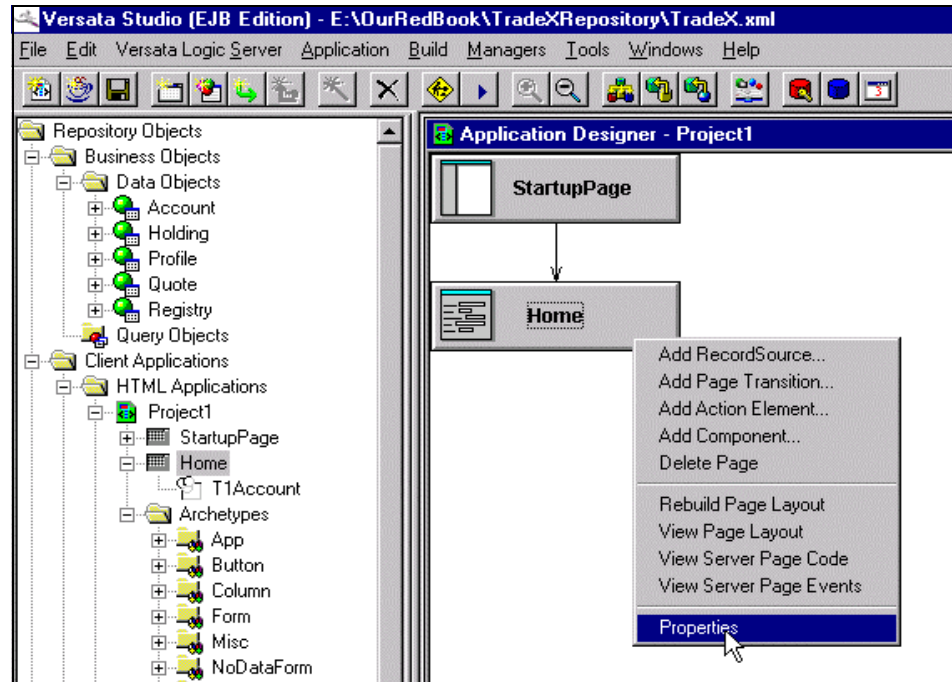 Versata Studio (EJB Edition) - E:\OurRedBook\TradeXRepository\TradeX.xml
File Edit Versata Logic Server Application Build Managers Tools Windows Help
Repository Objects
Business Objects
Data Objects
Account
Holding
Profile
Quote
Registry
Query Objects
Client Applications
HTML Applications
Project1
StartupPage
Home
T1Account
Archetypes
App
Button
Column
Form
Misc
NoDataForm
Application Designer - Project1
StartupPage
Home
Add RecordSource...
Add Page Transition...
Add Action Element...
Add Component...
Delete Page
Rebuild Page Layout
View Page Layout
View Server Page Code
View Server Page Events
Properties